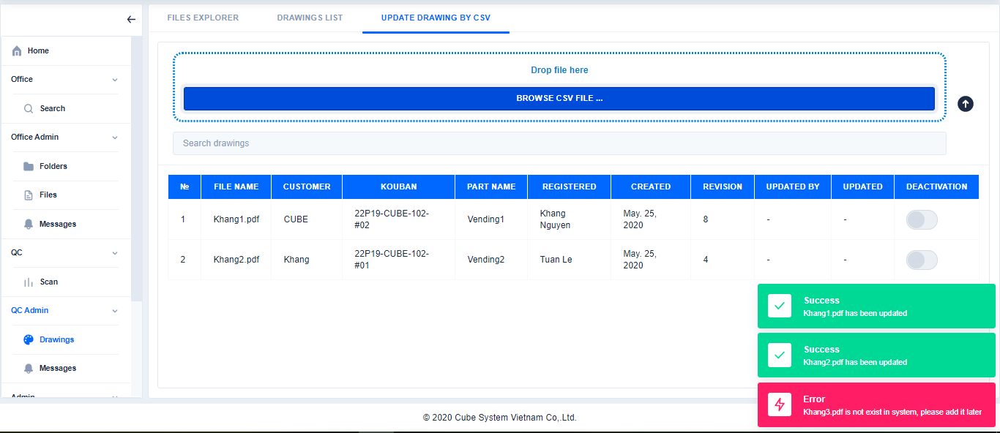 FILES EXPLORER
DRAWINGS LIST
UPDATE DRAWING BY CSV
Home
Office
Search
Office Admin
Folders
Files
Messages
QC
Scan
QC Admin
Drawings
Messages
Admin
Drop file here
BROWSE CSV FILE ...
Search drawings
№ FILE NAME CUSTOMER KOUBAN PART NAME REGISTERED CREATED REVISION UPDATED BY UPDATED DEACTIVATION
1 Khang1.pdf CUBE 22P19-CUBE-102-#02 Vending1 Khang Nguyen May. 25, 2020 8 - -
2 Khang2.pdf Khang 22P19-CUBE-102-#01 Vending2 Tuan Le May. 25, 2020 4 - -
Success
Khang1.pdf has been updated
Success
Khang2.pdf has been updated
Error
Khang3.pdf is not exist in system, please add it later
© 2020 Cube System Vietnam Co,.Ltd.